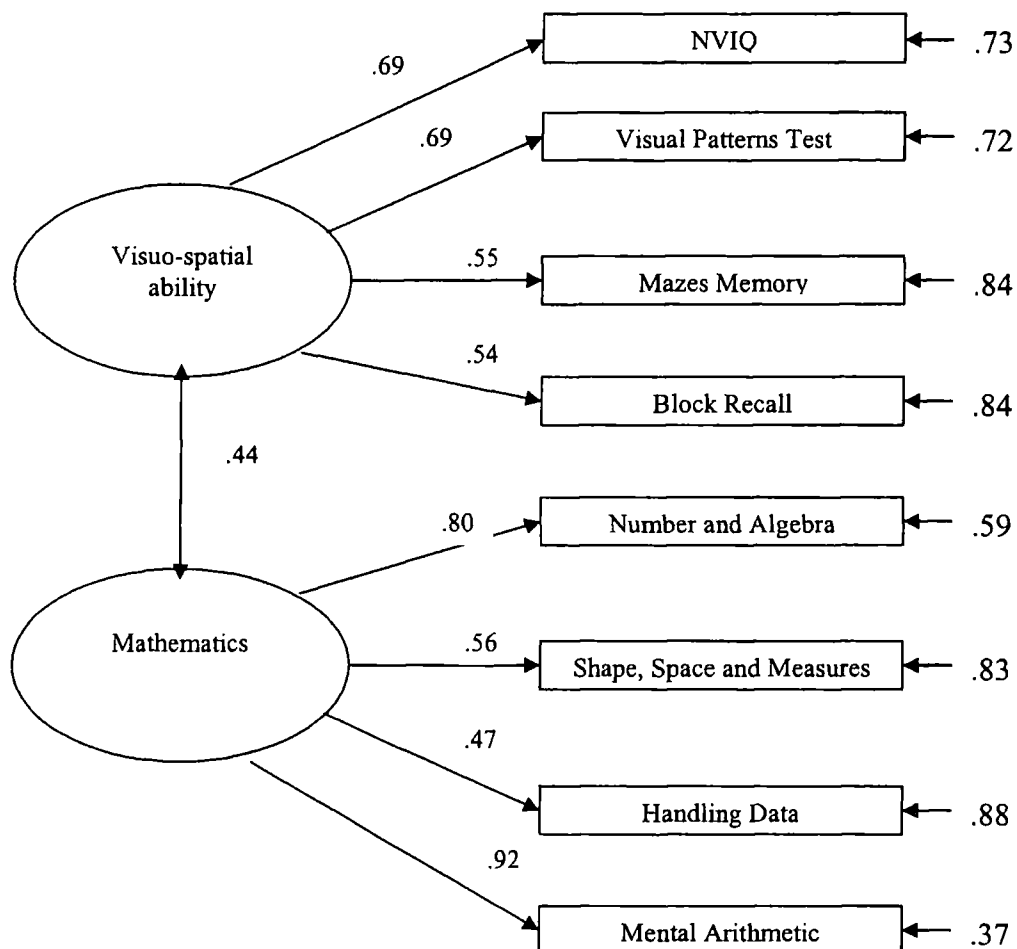 NVIQ
.73
.69
.69
Visual Patterns Test
.72
Visuo-spatial
ability
.55
Mazes Memory
.84
.54
Block Recall
.84
.44
.80
Number and Algebra
.59
Mathematics
.56
Shape, Space and Measures
.83
.47
Handling Data
.88
.92
Mental Arithmetic
.37